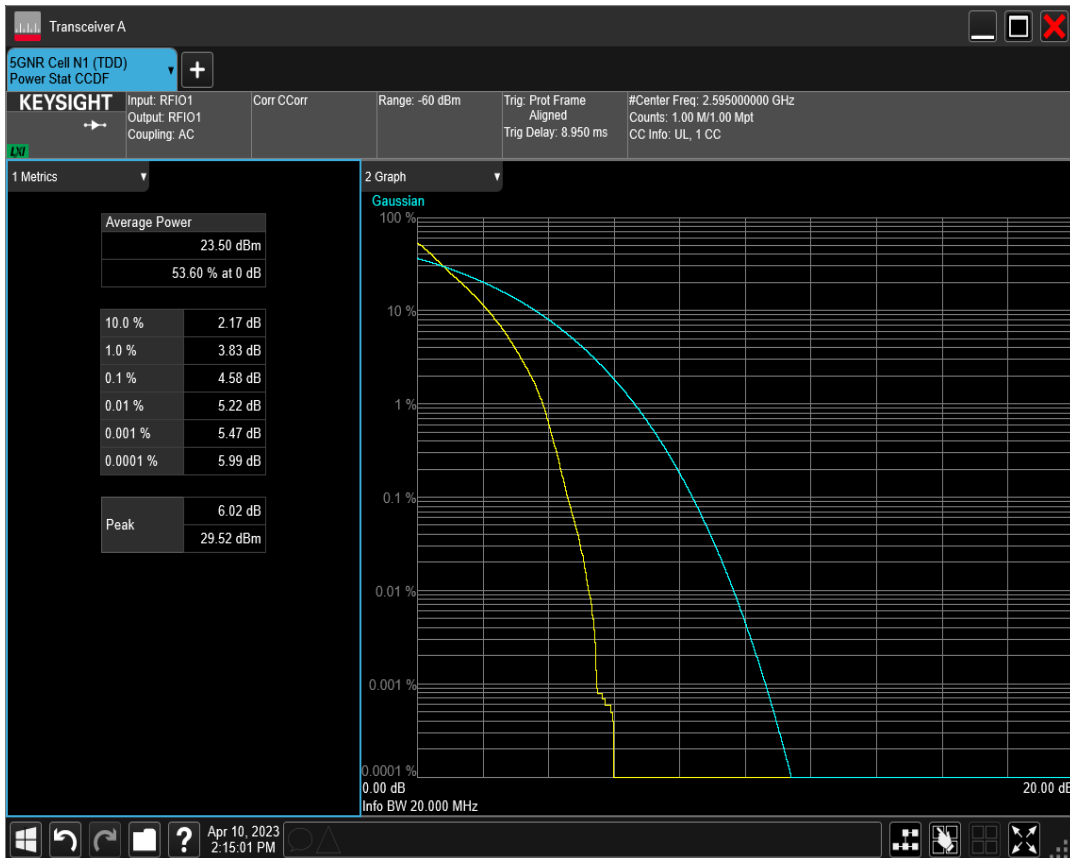 Transceiver A
5GNR Cell N1 (TDD)
Power Stat CCDF
+
KEYSIGHT
LXI
Input: RFIO1
Output: RFIO1
Coupling: AC
Corr CCorr
Range: -60 dBm
Trig: Prot Frame
Aligned
Trig Delay: 8.950 ms
#Center Freq: 2.595000000 GHz
Counts: 1.00 M/1.00 Mpt
CC Info: UL, 1 CC
1 Metrics
Average Power
23.50 dBm
53.60 % at 0 dB
10.0 % 2.17 dB
1.0 % 3.83 dB
0.1 % 4.58 dB
0.01 % 5.22 dB
0.001 % 5.47 dB
0.0001 % 5.99 dB
Peak
6.02 dB
29.52 dBm
2 Graph
Gaussian
100 %
10 %
1 %
0.1 %
0.01 %
0.001 %
0.0001 %
0.00 dB 20.00 dB
Info BW 20.000 MHz
?
Apr 10, 2023
2:15:01 PM